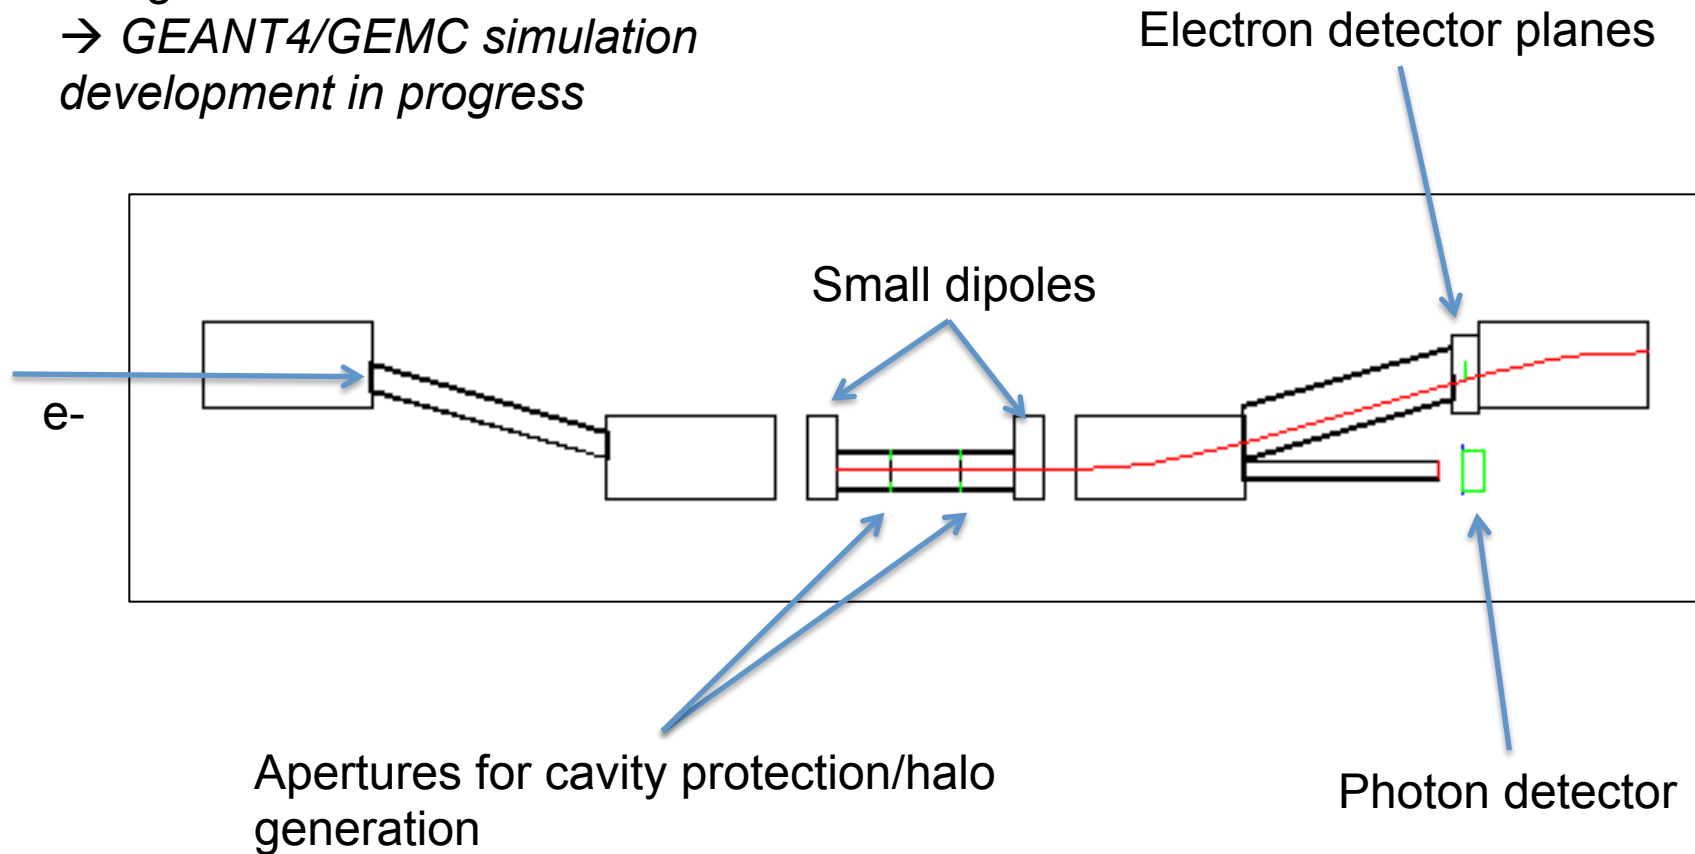 → GEANT4/GEMC simulation
development in progress
Electron detector planes
Small dipoles
e-
Apertures for cavity protection/halo
generation
Photon detector